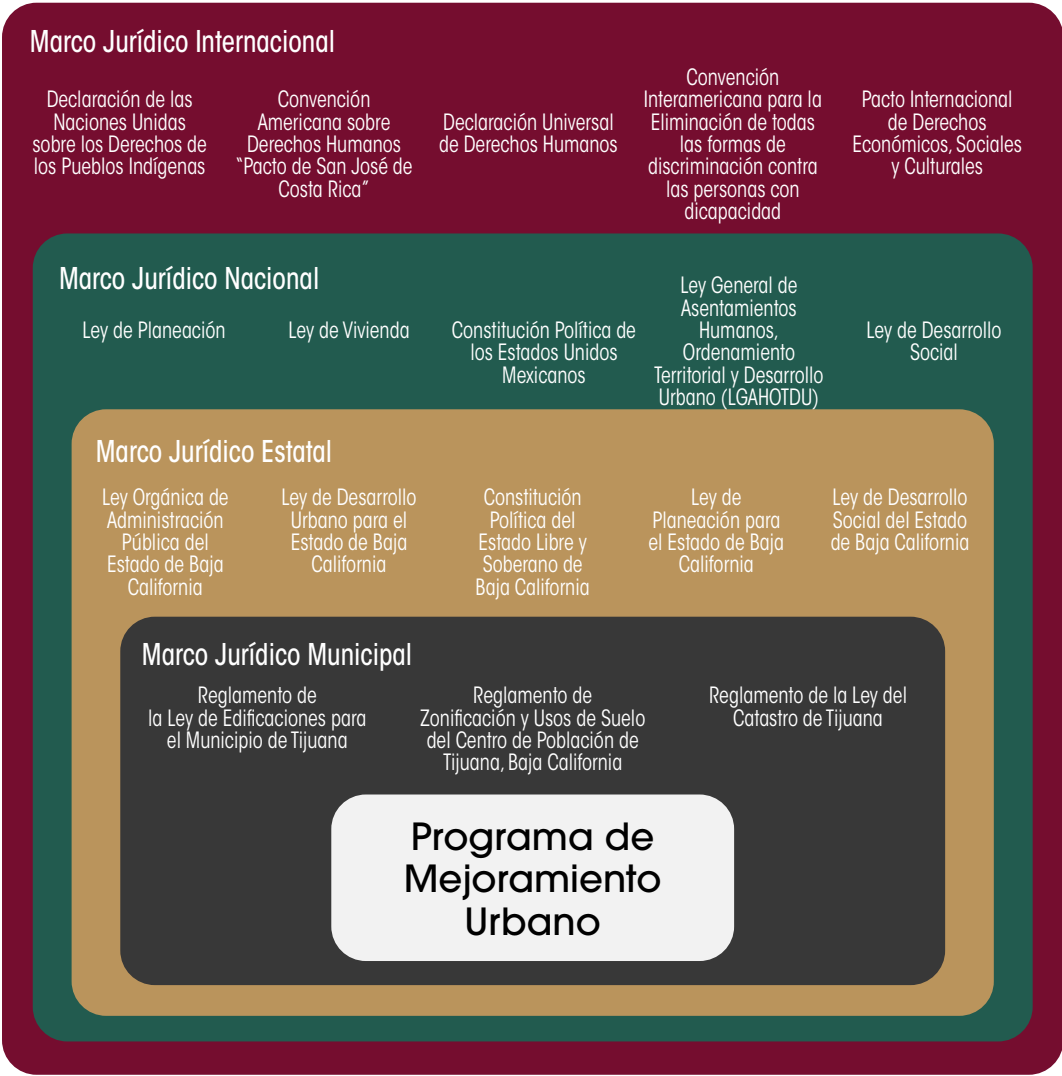 Marco Jurídico Internacional
Declaración de las
Naciones Unidas
sobre los Derechos de
los Pueblos Indígenas
Convención
Americana sobre
Derechos Humanos
“Pacto de San José de
Costa Rica”
Declaración Universal
de Derechos Humanos
Convención
Interamericana para la
Eliminación de todas
las formas de
discriminación contra
las personas con
dicapacidad
Pacto Internacional
de Derechos
Económicos, Sociales
y Culturales
Marco Jurídico Nacional
Ley de Planeación
Ley de Vivienda
Constitución Política de
los Estados Unidos
Mexicanos
Ley General de
Asentamientos
Humanos,
Ordenamiento
Territorial y Desarrollo
Urbano (LGAHOTDU)
Ley de Desarrollo
Social
Marco Jurídico Estatal
Ley Orgánica de
Administración
Pública del
Estado de Baja
California
Ley de Desarrollo
Urbano para el
Estado de Baja
California
Constitución
Política del
Estado Libre y
Soberano de
Baja California
Ley de
Planeación para
el Estado de Baja
California
Ley de Desarrollo
Social del Estado
de Baja California
Marco Jurídico Municipal
Reglamento de
la Ley de Edificaciones para
el Municipio de Tijuana
Reglamento de
Zonificación y Usos de Suelo
del Centro de Población de
Tijuana, Baja California
Reglamento de la Ley del
Catastro de Tijuana
Programa de
Mejoramiento
Urbano